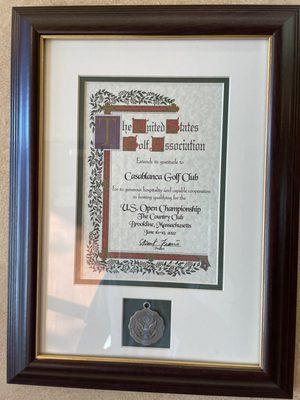 The United States
Golf Association
Extends its gratitude to
Casablanca Golf Club
For its generous hospitality and capable cooperation
in hosting qualifying for the
U.S. Open Championship
The Country Club
Brookline, Massachusetts
June 16-19, 2022
President